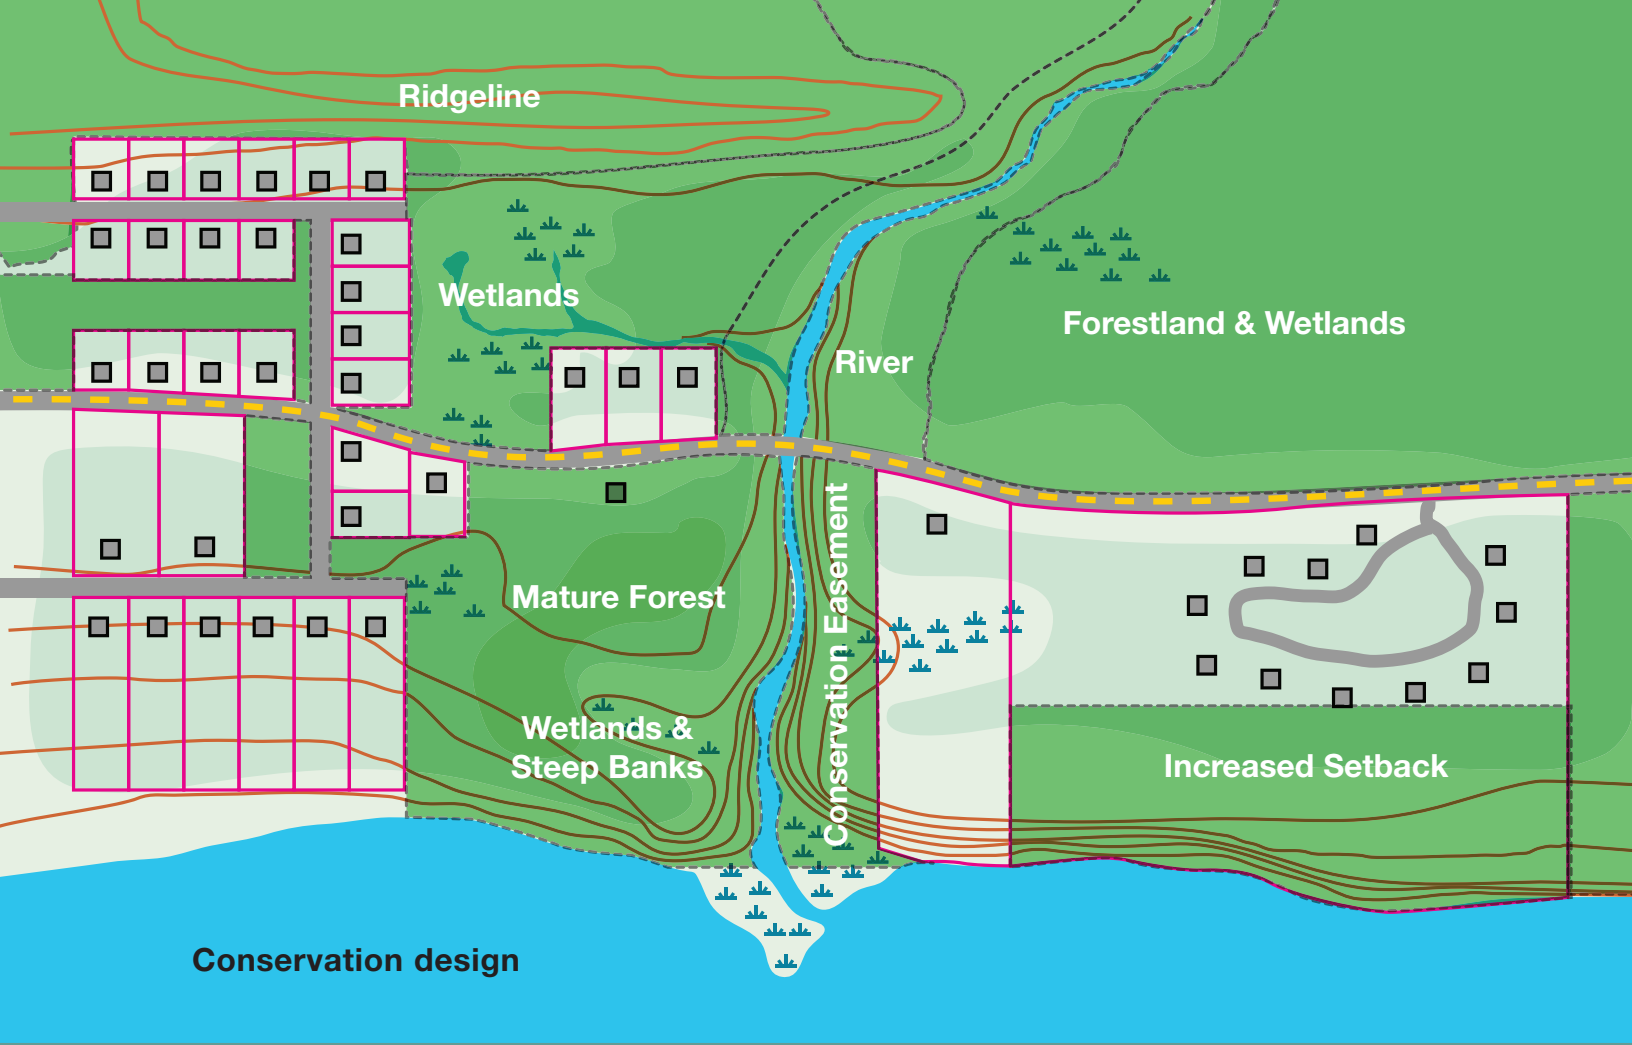 Ridgeline
Wetlands
Forestland & Wetlands
River
Conservation Easement
Mature Forest
Wetlands &
Steep Banks
Increased Setback
Conservation design